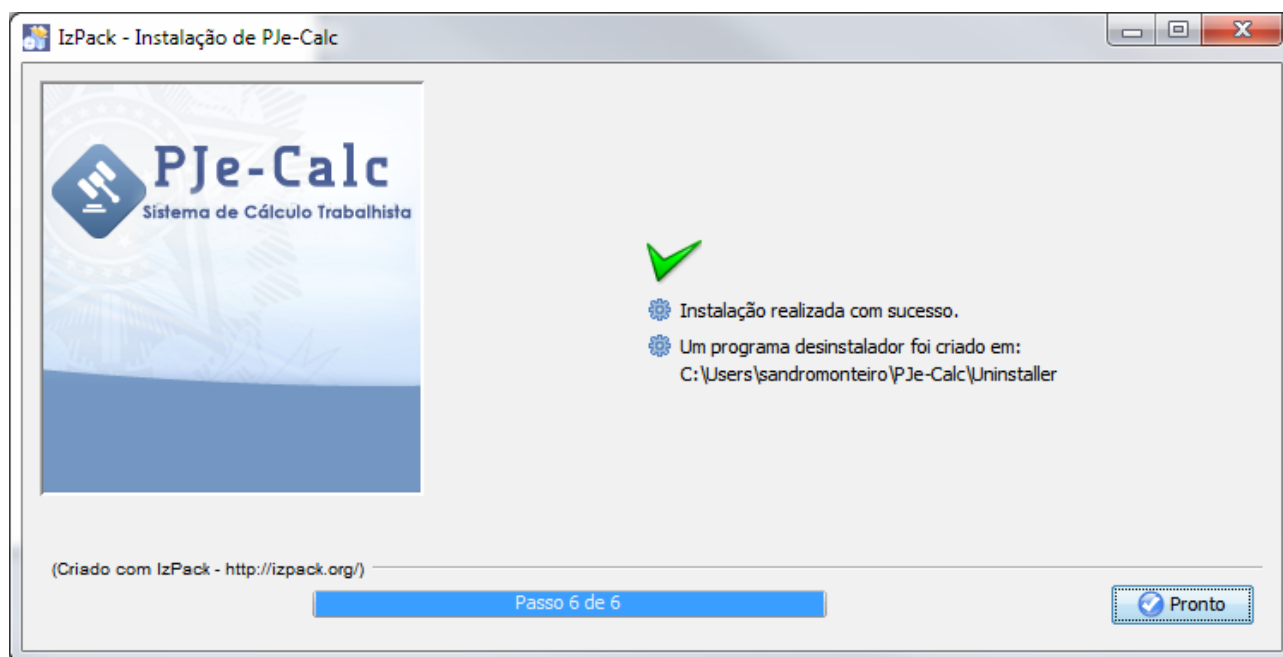 IzPack - Instalação de PJe-Calc
PJe-Calc
Sistema de Cálculo Trabalhista
Instalação realizada com sucesso.
Um programa desinstalador foi criado em:
C:\Users\sandromonteiro\PJe-Calc\Uninstaller
(Criado com IzPack - http://izpack.org/)
Passo 6 de 6
Pronto